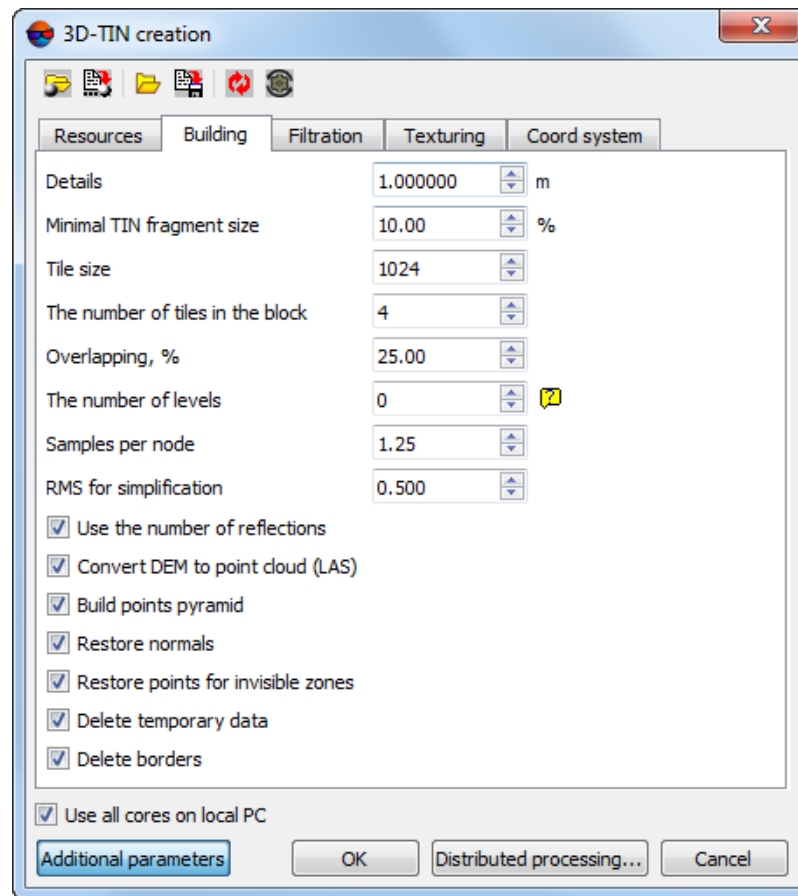 3D-TIN creation
Resources Building Filtration Texturing Coord system
Details 1.000000 m
Minimal TIN fragment size 10.00 %
Tile size 1024
The number of tiles in the block 4
Overlapping, % 25.00
The number of levels 0 ?
Samples per node 1.25
RMS for simplification 0.500
Use the number of reflections
Convert DEM to point cloud (LAS)
Build points pyramid
Restore normals
Restore points for invisible zones
Delete temporary data
Delete borders
Use all cores on local PC
Additional parameters OK Distributed processing... Cancel